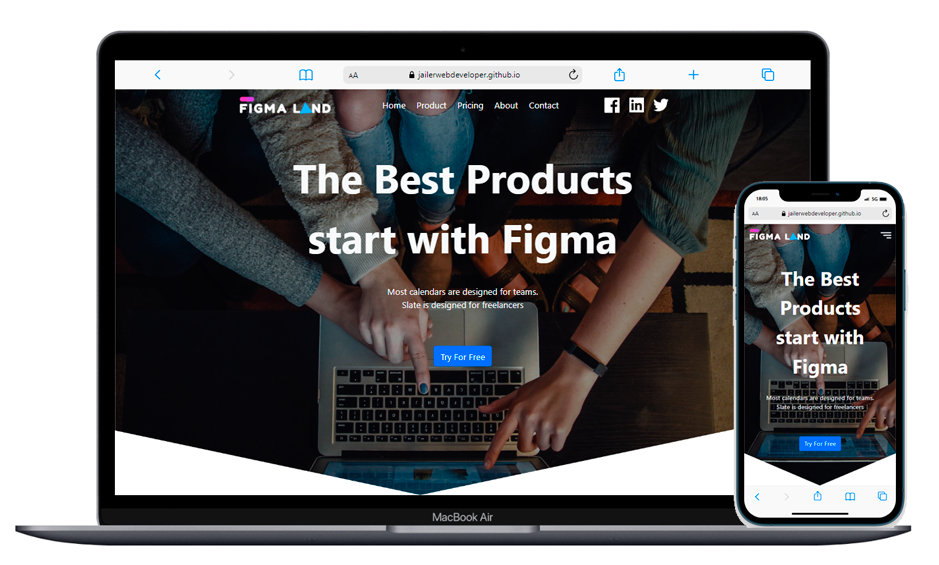 AA jailerwebdeveloper.github.io
FIGMA LAND Home Product Pricing About Contact
The Best Products
start with Figma
Most calendars are designed for teams.
Slate is designed for freelancers
Try For Free
MacBook Air
18:05 5G
AA jailerwebdeveloper.github.io
FIGMA LAND
The Best
Products
start with
Figma
Most calendars are designed for teams.
Slate is designed for freelancers
Try For Free